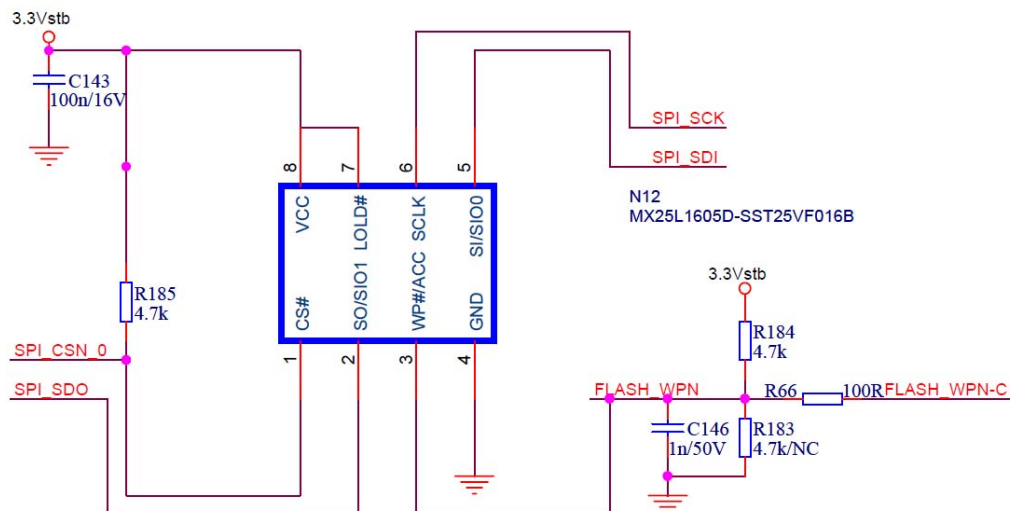 3.3Vstb
C143
100n/16V
SPI_SCK
SPI_SDI
8
7
6
5
VCC
LOLD#
SCLK
SI/SIO0
N12
MX25L1605D-SST25VF016B
CS#
SO/SIO1
WP#/ACC
GND
1
2
3
4
R185
4.7k
SPI_CSN_0
SPI_SDO
3.3Vstb
R184
4.7k
FLASH_WPN
R66
100R
FLASH_WPN-C
C146
1n/50V
R183
4.7k/NC